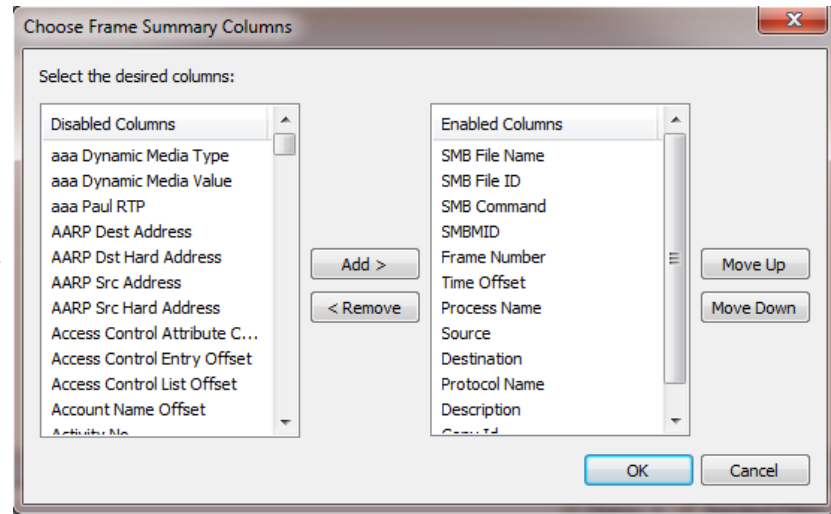 Choose Frame Summary Columns
Select the desired columns:
Disabled Columns
aaa Dynamic Media Type
aaa Dynamic Media Value
aaa Paul RTP
AARP Dest Address
AARP Dst Hard Address
AARP Src Address
AARP Src Hard Address
Access Control Attribute C...
Access Control Entry Offset
Access Control List Offset
Account Name Offset
Activity No
Add >
< Remove
Enabled Columns
SMB File Name
SMB File ID
SMB Command
SMBMID
Frame Number
Time Offset
Process Name
Source
Destination
Protocol Name
Description
Conv Id
Move Up
Move Down
OK
Cancel